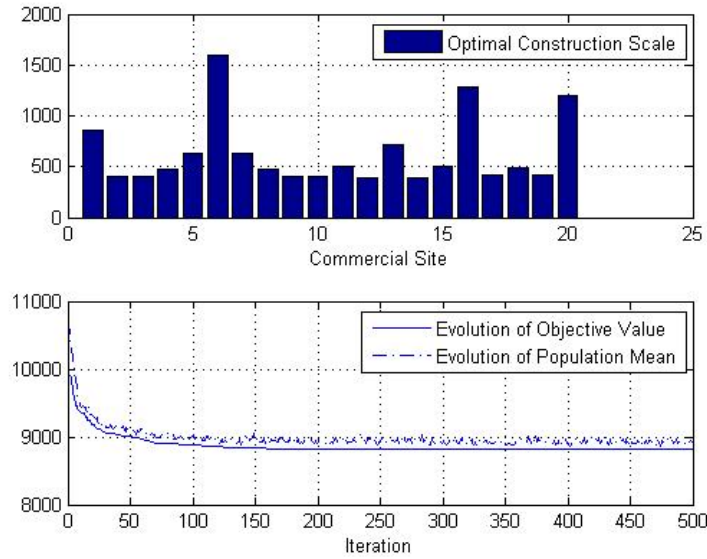 2000
1500
1000
500
0
Optimal Construction Scale
0 5 10 15 20 25
Commercial Site
11000
10000
9000
8000
Evolution of Objective Value
Evolution of Population Mean
0 50 100 150 200 250 300 350 400 450 500
Iteration